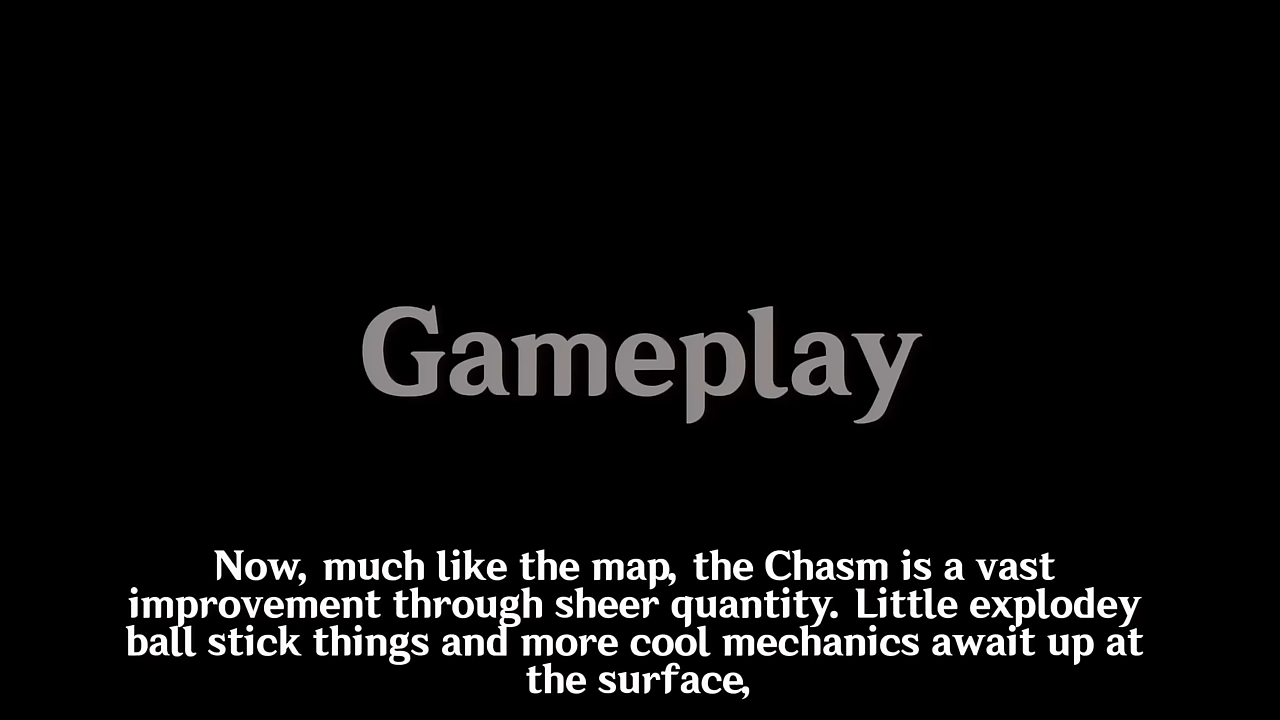 Gameplay
Now, much like the map, the Chasm is a vast
improvement through sheer quantity. Little explodey
ball stick things and more cool mechanics await up at
the surface,